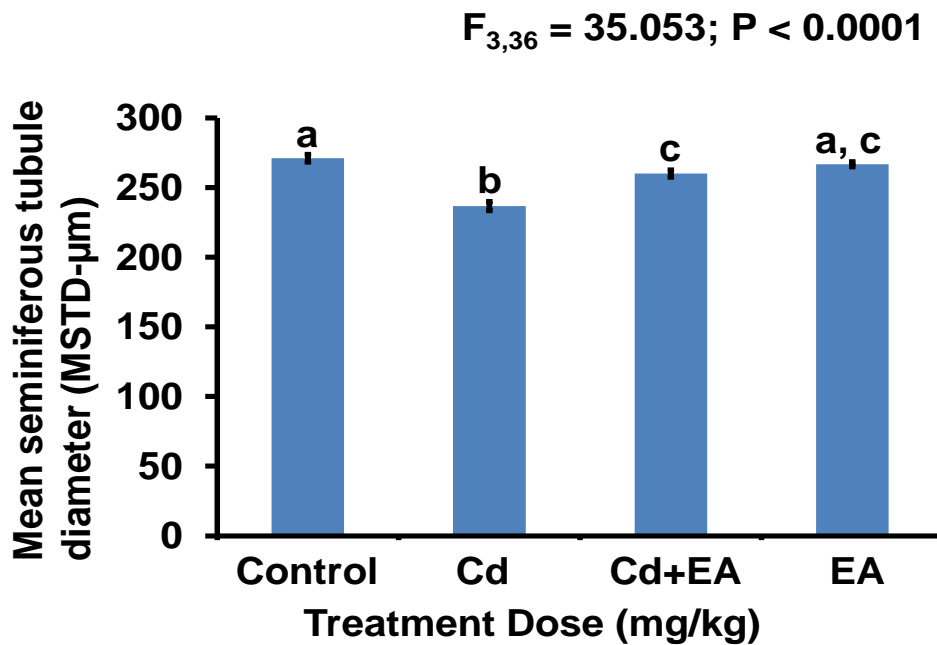 F3,36 = 35.053; P < 0.0001
Mean seminiferous tubule
diameter (MSTD-µm)
300
250
200
150
100
50
0
a
b
c
a, c
Control Cd Cd+EA EA
Treatment Dose (mg/kg)